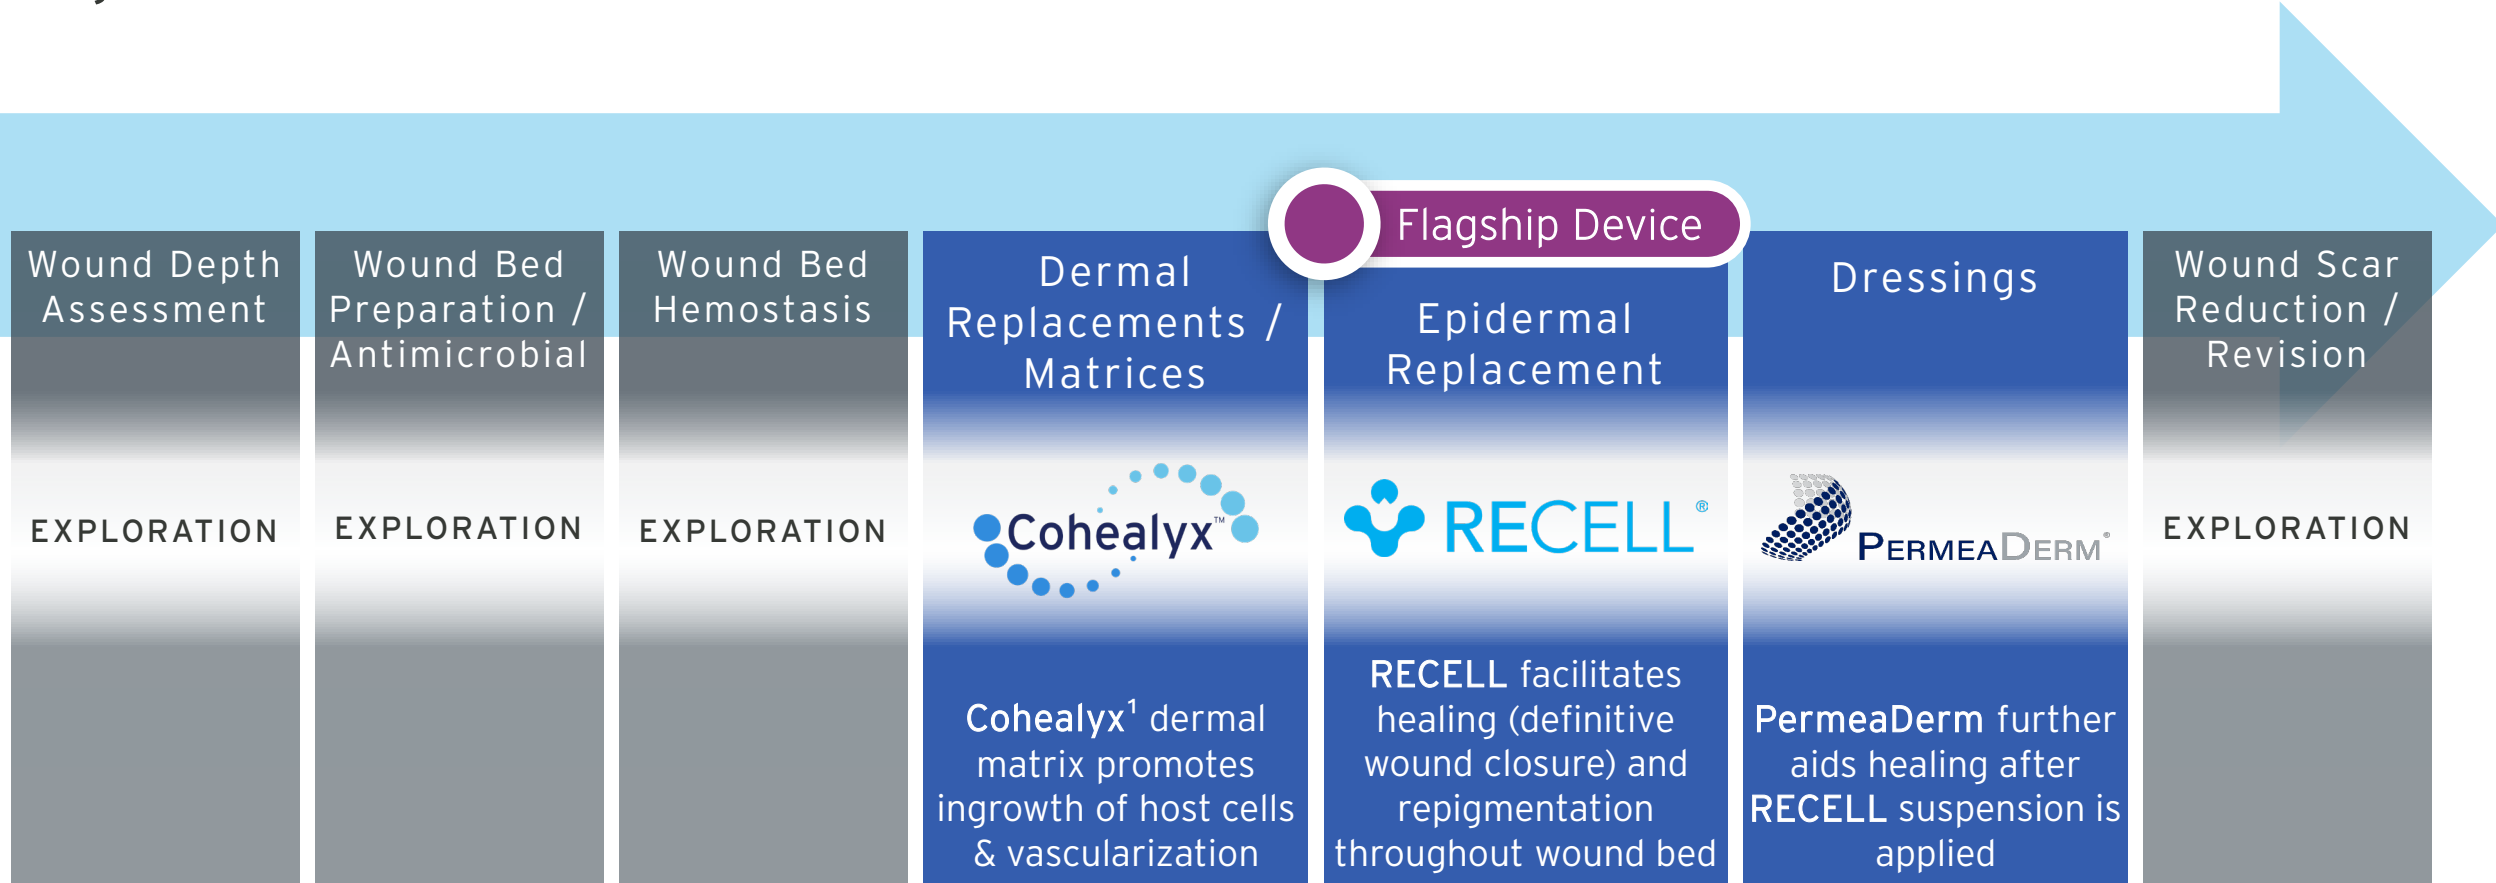 Flagship Device
Wound Depth
Assessment
EXPLORATION
Wound Bed
Preparation /
Antimicrobial
EXPLORATION
Wound Bed
Hemostasis
EXPLORATION
Dermal
Replacements /
Matrices
Cohealyx™
Cohealyx¹ dermal
matrix promotes
ingrowth of host cells
& vascularization
Epidermal
Replacement
RECELL®
RECELL facilitates
healing (definitive
wound closure) and
repigmentation
throughout wound bed
Dressings
PERMEADERM®
PermeaDerm further
aids healing after
RECELL suspension is
applied
Wound Scar
Reduction /
Revision
EXPLORATION